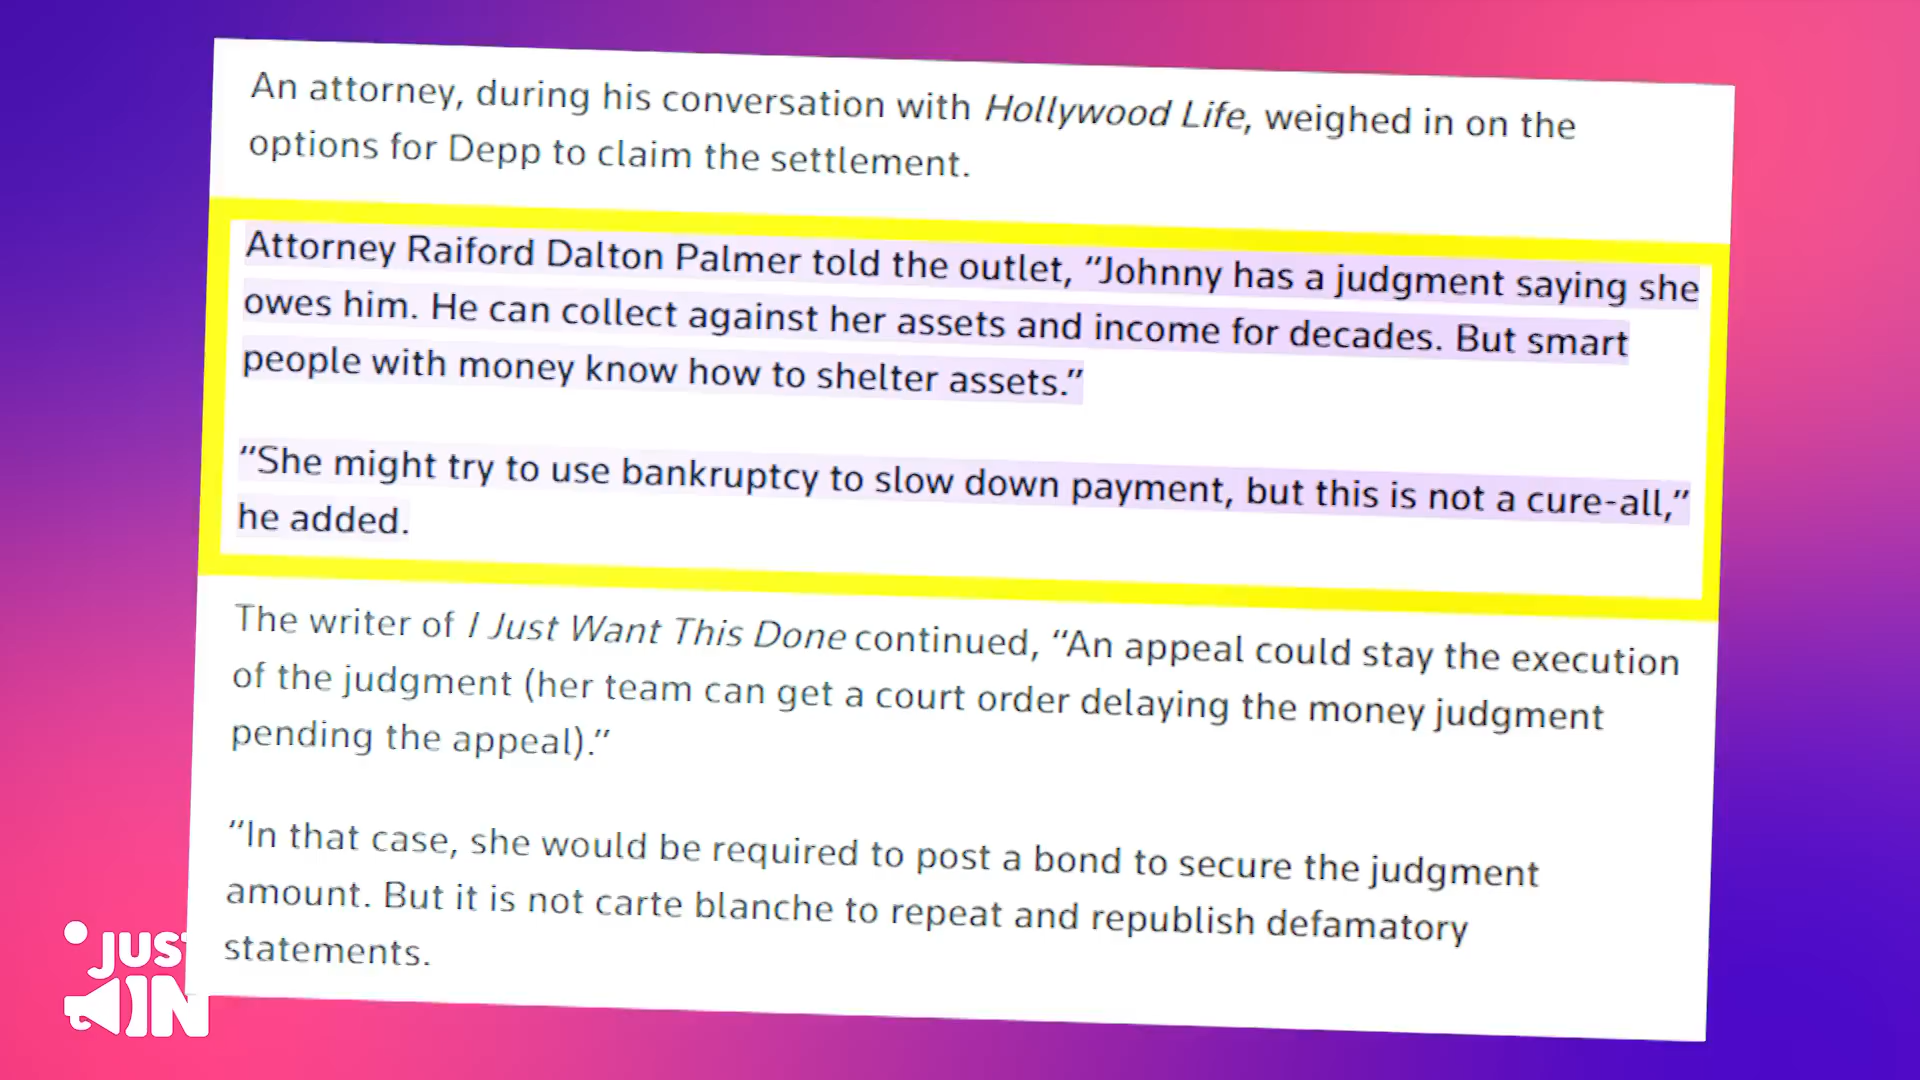 An attorney, during his conversation with Hollywood Life, weighed in on the
options for Depp to claim the settlement.
Attorney Raiford Dalton Palmer told the outlet, “Johnny has a judgment saying she
owes him. He can collect against her assets and income for decades. But smart
people with money know how to shelter assets.”
“She might try to use bankruptcy to slow down payment, but this is not a cure-all,”
he added.
The writer of I Just Want This Done continued, “An appeal could stay the execution
of the judgment (her team can get a court order delaying the money judgment
pending the appeal).”
“In that case, she would be required to post a bond to secure the judgment
amount. But it is not carte blanche to repeat and republish defamatory
statements.
JUST
IN